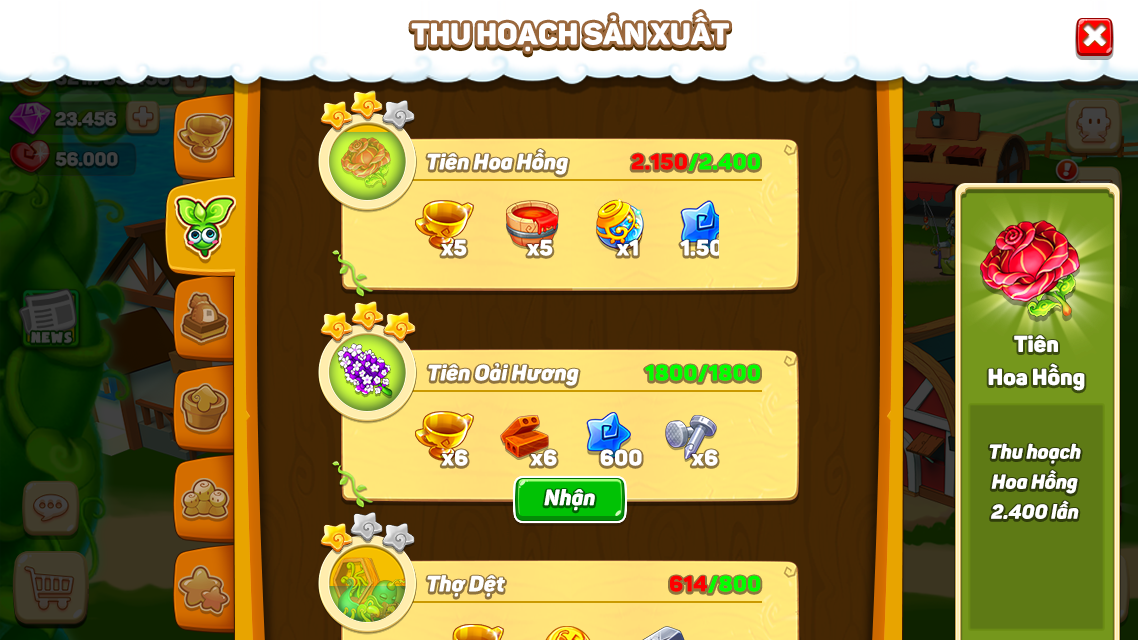 THU HOẠCH SẢN XUẤT
23.456
56.000
NEWS
Tiên Hoa Hồng
2.150/2.400
x5
x5
x1
1.50
Tiên Oải Hương
1800/1800
x6
x6
600
x6
Nhận
Thợ Dệt
614/800
Tiên
Hoa Hồng
Thu hoạch
Hoa Hồng
2.400 lần